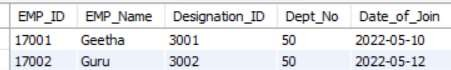 EMP_ID EMP_Name Designation_ID Dept_No Date_of_Join
17001 Geetha 3001 50 2022-05-10
17002 Guru 3002 50 2022-05-12